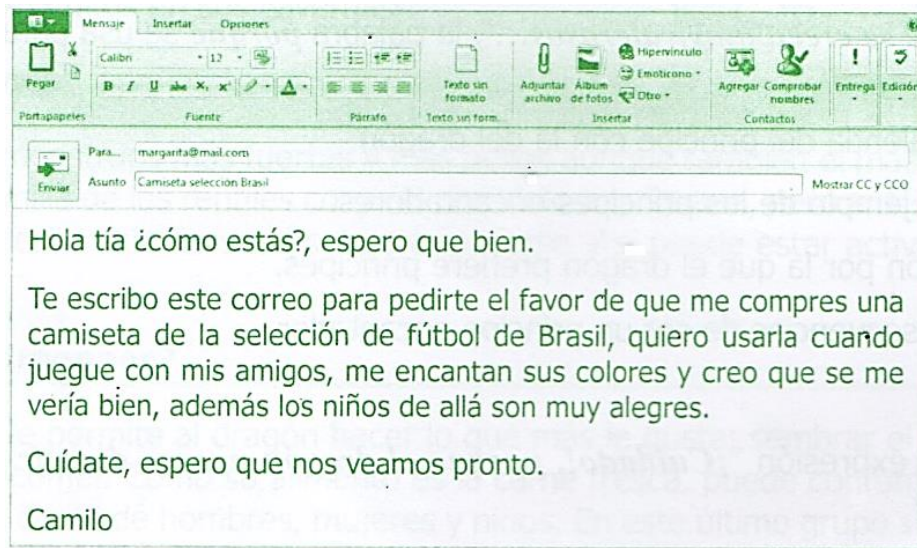 Mensaje Insertar Opciones
Pegar
Portapapeles
Calibri 12
N K S abc X₂ X² A
Fuente
Párrafo
Texto sin formato
Texto sin form...
Adjuntar archivo
Álbum de fotos
Hipervínculo
Emoticono
Otro
Insertar
Agregar
Comprobar nombres
Contactos
Entrega
Edición
Enviar
Para... margarita@mail.com
Asunto Camiseta selección Brasil
Mostrar CC y CCO
Hola tía ¿cómo estás?, espero que bien.
Te escribo este correo para pedirte el favor de que me compres una
camiseta de la selección de fútbol de Brasil, quiero usarla cuando
juegue con mis amigos, me encantan sus colores y creo que se me
vería bien, además los niños de allá son muy alegres.
Cuídate, espero que nos veamos pronto.
Camilo